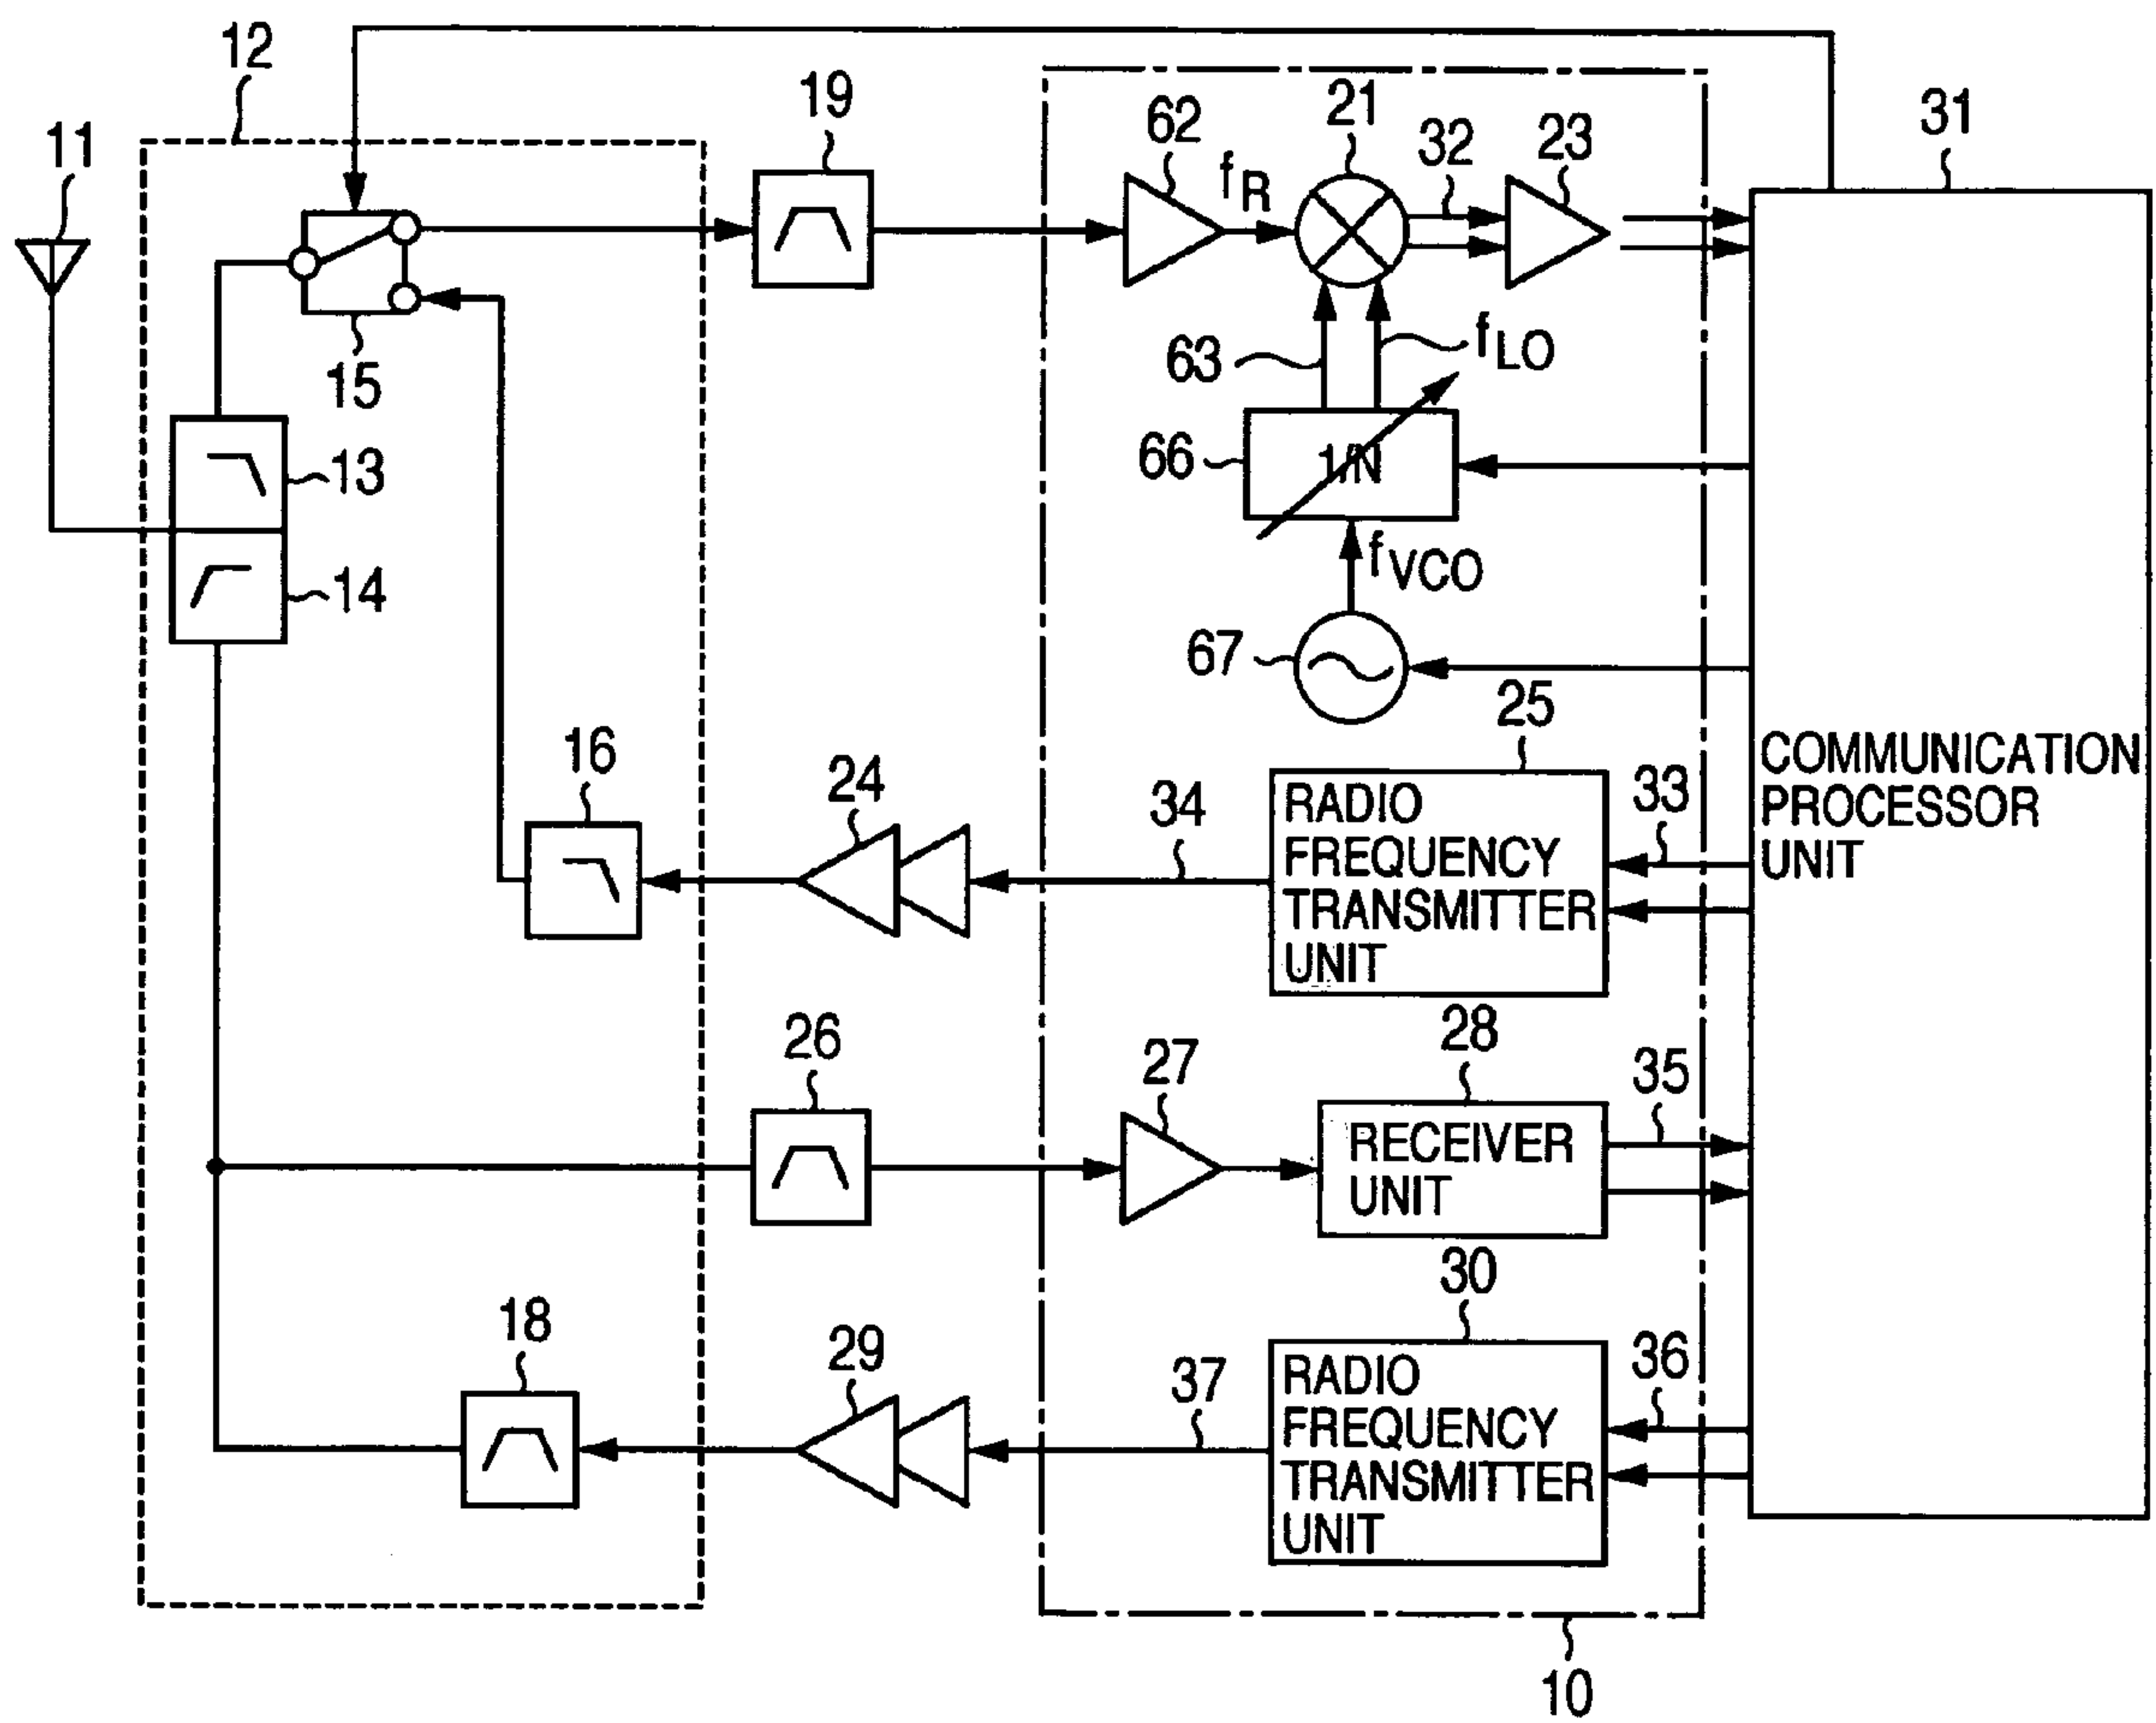 12
11
19
62
21
32
23
31
fR
63
fLO
15
66
1/N
13
fVCO
14
67
25
16
24
34
RADIO
FREQUENCY
TRANSMITTER
UNIT
33
COMMUNICATION
PROCESSOR
UNIT
26
27
28
RECEIVER
UNIT
35
18
29
37
30
RADIO
FREQUENCY
TRANSMITTER
UNIT
36
10